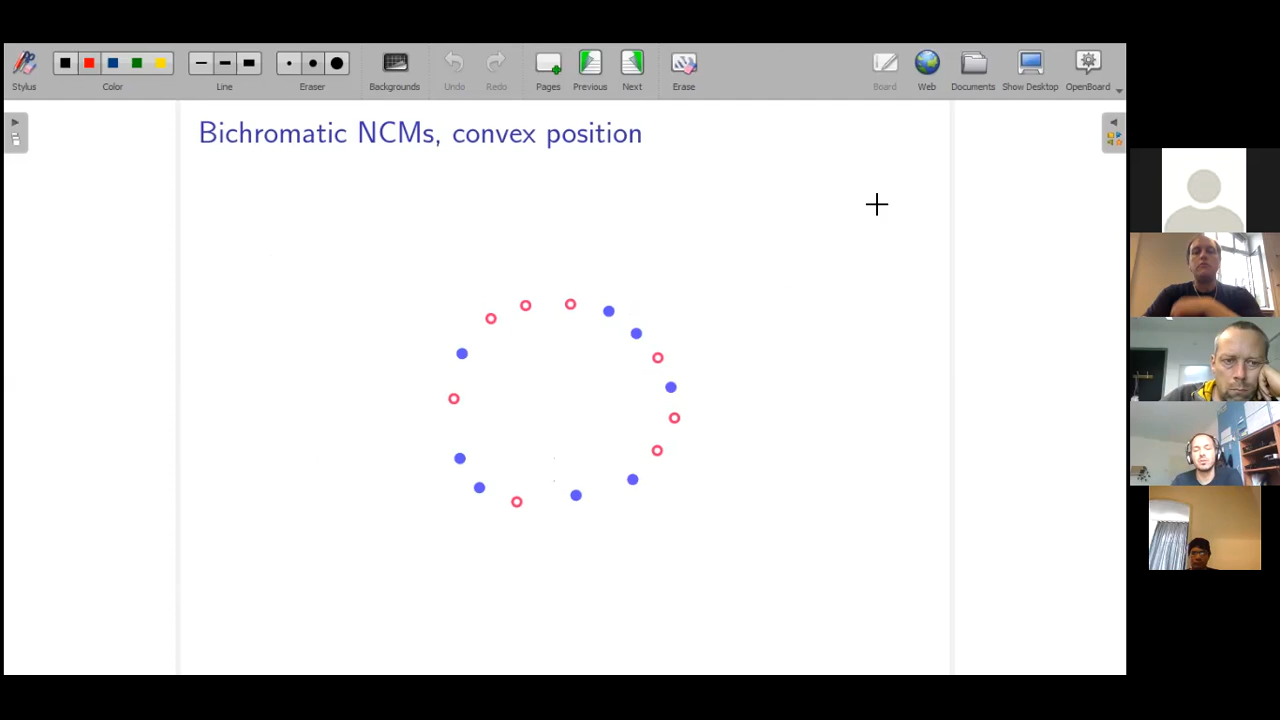 Stylus Color Line Eraser Backgrounds Undo Redo Pages Previous Next Erase Board Web Documents Show Desktop OpenBoard
Bichromatic NCMs, convex position